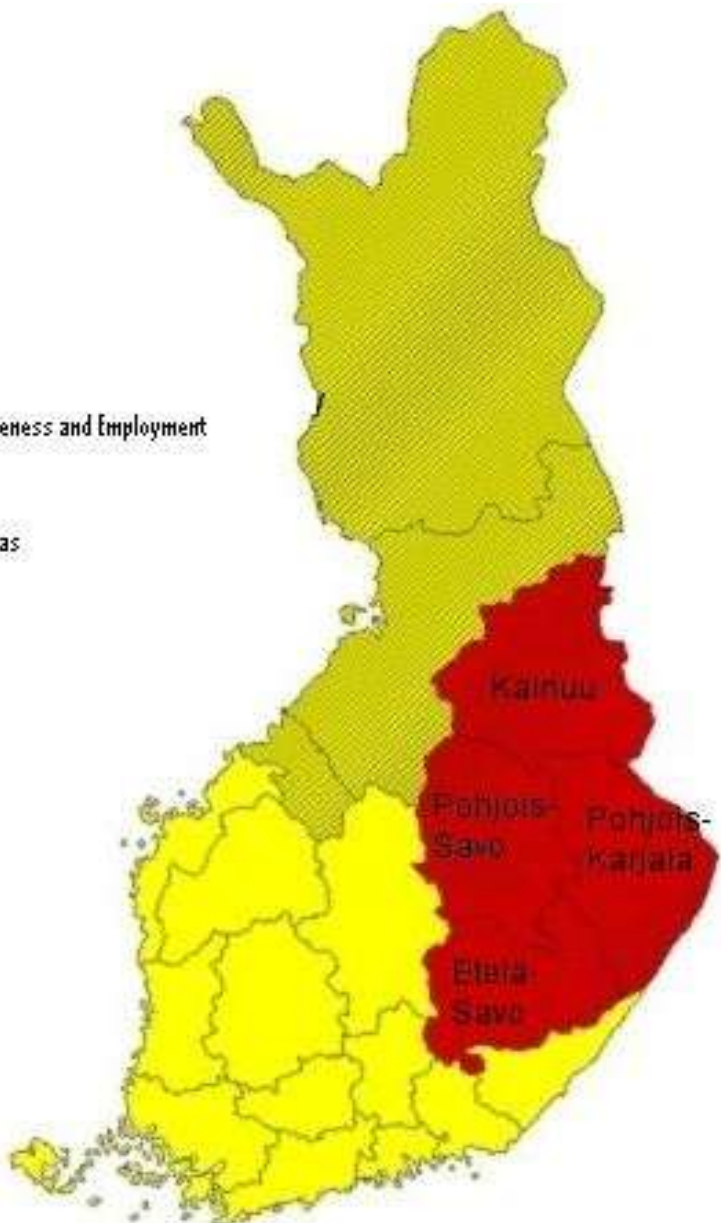 eness and Employment
as
Kainuu
Pohjois-
Savo
Pohjois-
Karjala
Etelä-
Savo